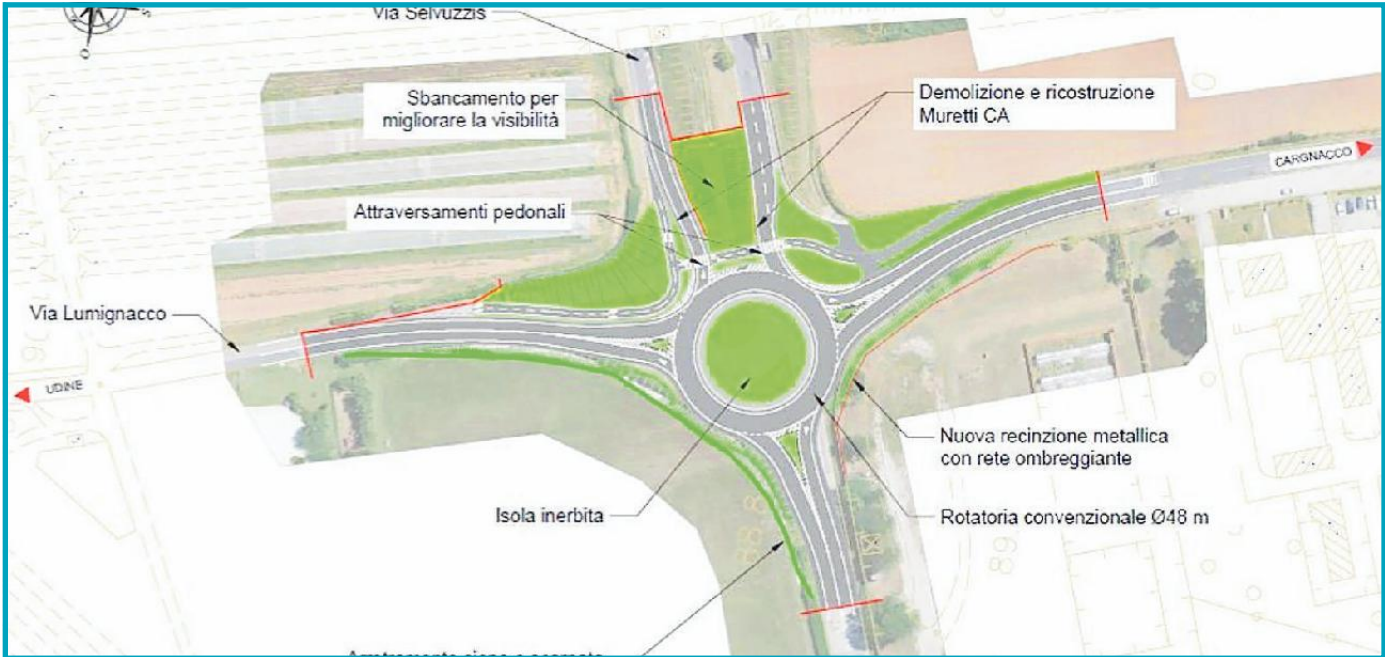 Via Selvuzzis
Sbancamento per
migliorare la visibilità
Demolizione e ricostruzione
Muretti CA
CARGNACCO
Attraversamenti pedonali
Via Lumignacco
UDINE
Nuova recinzione metallica
con rete ombreggiante
Isola inerbita
Rotatoria convenzionale Ø48 m